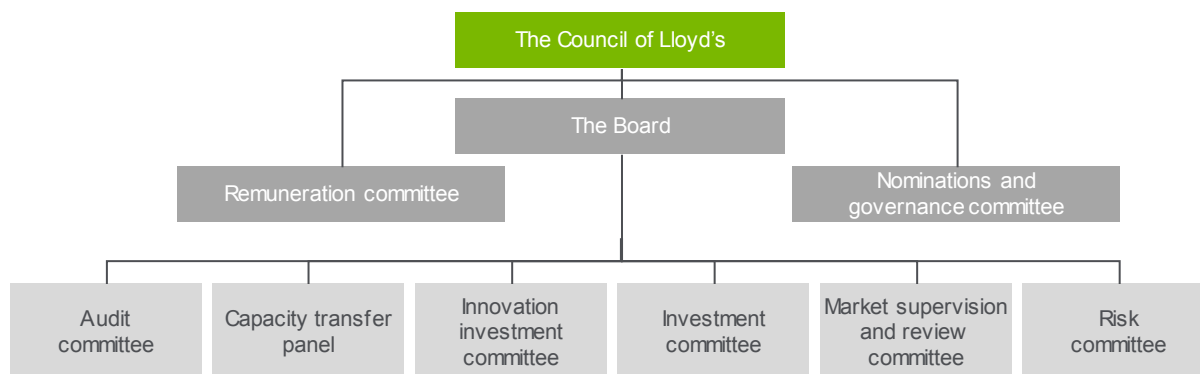 The Council of Lloyd's
The Board
Remuneration committee
Nominations and
governance committee
Audit
committee
Capacity transfer
panel
Innovation
investment
committee
Investment
committee
Market supervision
and review
committee
Risk
committee